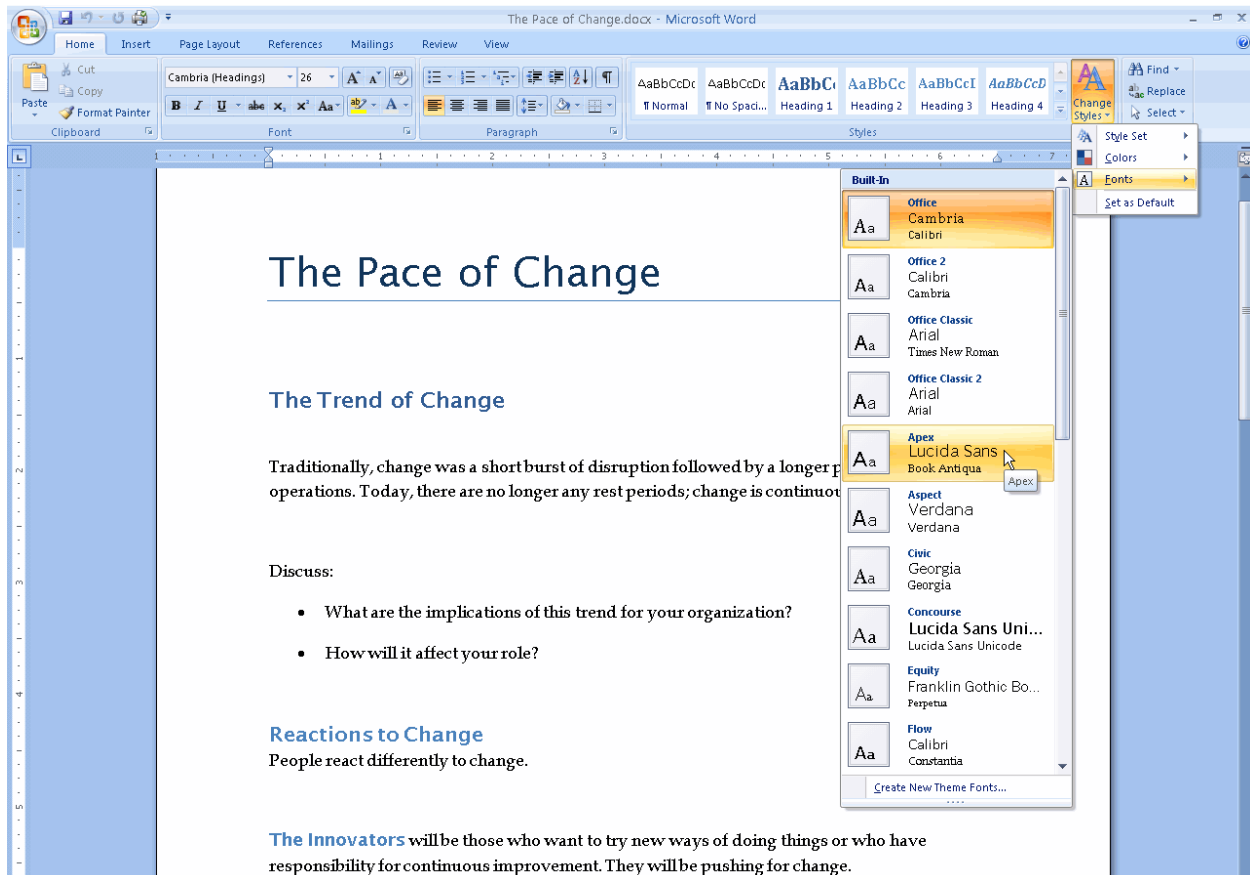 The Pace of Change.docx - Microsoft Word
Home Insert Page Layout References Mailings Review View
Paste
Cut
Copy
Format Painter
Clipboard
Cambria (Headings) 26
Font
Paragraph
AaBbCcDc AaBbCcDc AaBbC AaBbCc AaBbCcI AaBbCcD
¶ Normal ¶ No Spaci... Heading 1 Heading 2 Heading 3 Heading 4
Styles
Change
Styles
Find
Replace
Select
Style Set
Colors
Fonts
Set as Default
1 1 2 3 4 5 6 7
Built-In
Office
Cambria
Calibri
Office 2
Calibri
Cambria
Office Classic
Arial
Times New Roman
Office Classic 2
Arial
Arial
Apex
Lucida Sans
Book Antiqua
Apex
Aspect
Verdana
Verdana
Civic
Georgia
Georgia
Concourse
Lucida Sans Uni...
Lucida Sans Unicode
Equity
Franklin Gothic Bo...
Perpetua
Flow
Calibri
Constantia
Create New Theme Fonts...
The Pace of Change
The Trend of Change
Traditionally, change was a short burst of disruption followed by a longer p
operations. Today, there are no longer any rest periods; change is continuou
Discuss:
• What are the implications of this trend for your organization?
• How will it affect your role?
Reactions to Change
People react differently to change.
The Innovators will be those who want to try new ways of doing things or who have
responsibility for continuous improvement. They will be pushing for change.